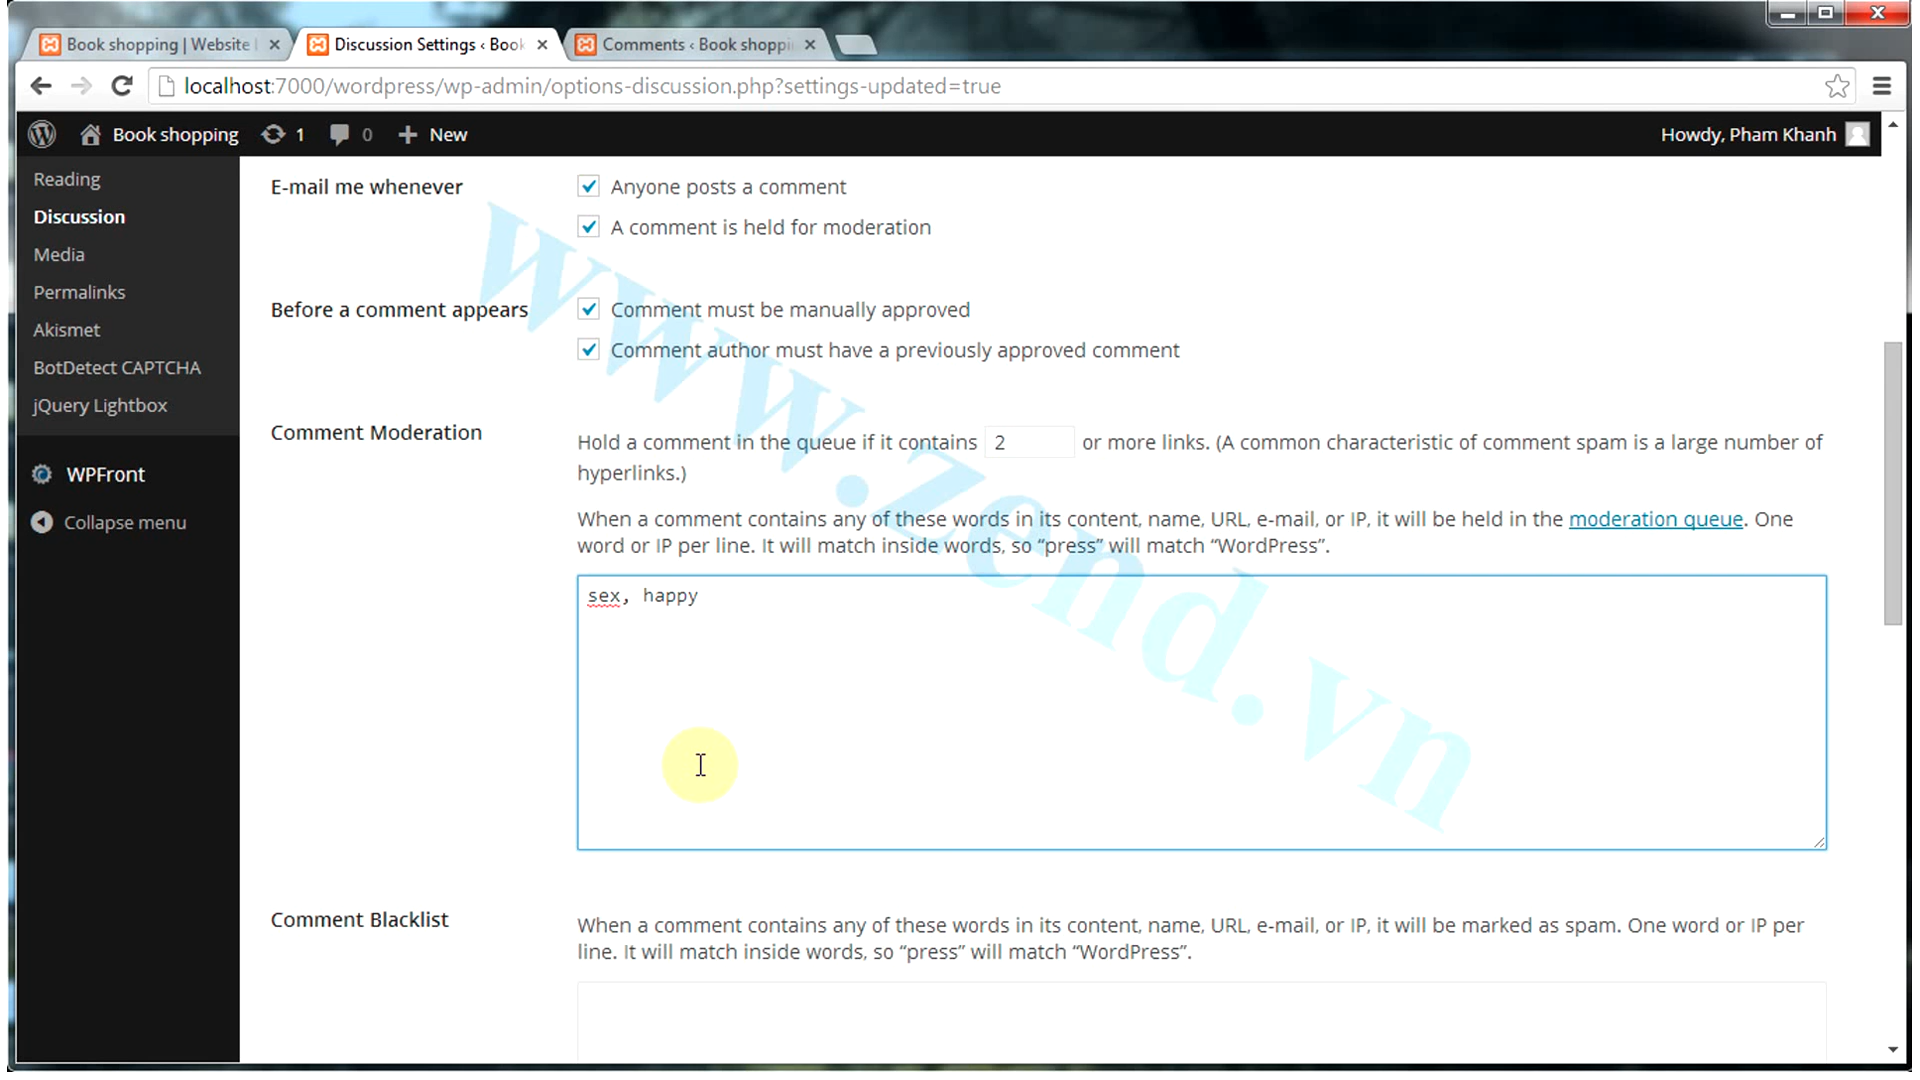 Book shopping | Website
Discussion Settings ‹ Book
Comments ‹ Book shoppi
localhost:7000/wordpress/wp-admin/options-discussion.php?settings-updated=true
Book shopping
1
0
New
Howdy, Pham Khanh
Reading
Discussion
Media
Permalinks
Akismet
BotDetect CAPTCHA
jQuery Lightbox
WPFront
Collapse menu
E-mail me whenever
Anyone posts a comment
A comment is held for moderation
Before a comment appears
Comment must be manually approved
Comment author must have a previously approved comment
Comment Moderation
Hold a comment in the queue if it contains 2 or more links. (A common characteristic of comment spam is a large number of
hyperlinks.)
When a comment contains any of these words in its content, name, URL, e-mail, or IP, it will be held in the moderation queue. One
word or IP per line. It will match inside words, so “press” will match “WordPress”.
sex, happy
Comment Blacklist
When a comment contains any of these words in its content, name, URL, e-mail, or IP, it will be marked as spam. One word or IP per
line. It will match inside words, so “press” will match “WordPress”.
www.zend.vn